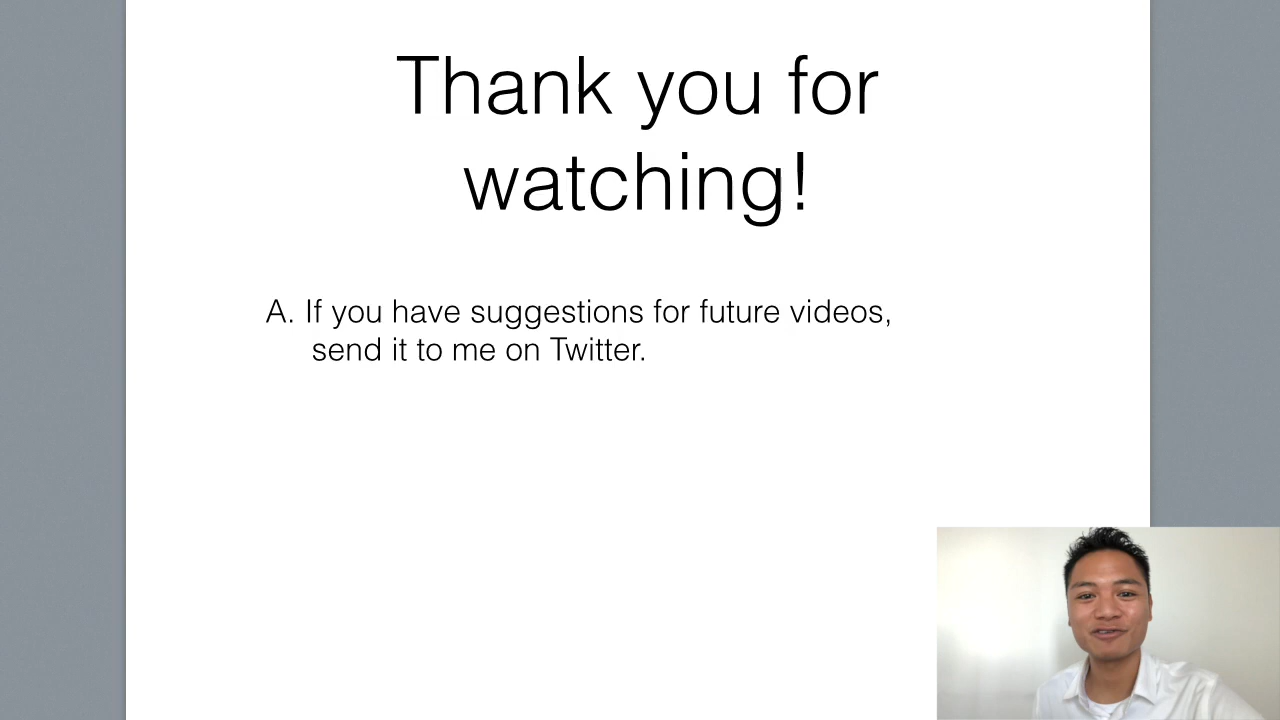 Thank you for
watching!
A. If you have suggestions for future videos,
send it to me on Twitter.